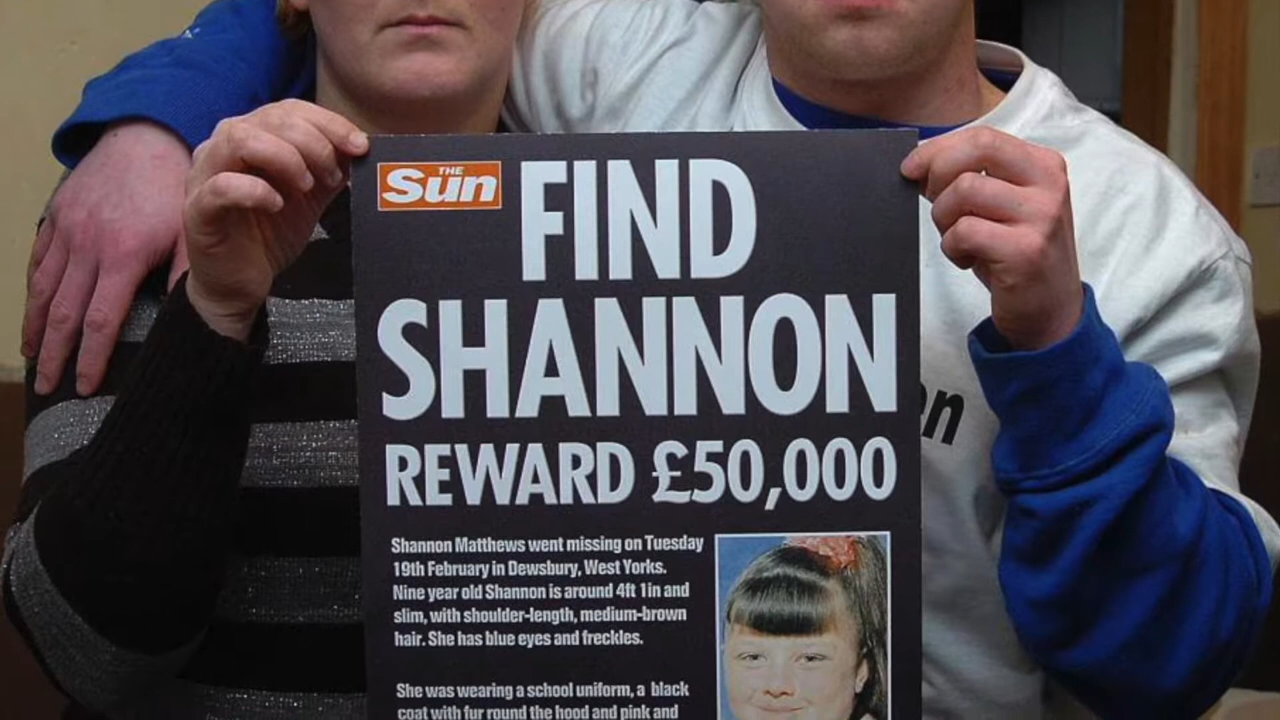 THE
Sun
FIND
SHANNON
REWARD £50,000
Shannon Matthews went missing on Tuesday
19th February in Dewsbury, West Yorks.
Nine year old Shannon is around 4ft 1in and
slim, with shoulder-length, medium-brown
hair. She has blue eyes and freckles.
She was wearing a school uniform, a black
coat with fur round the hood and pink and